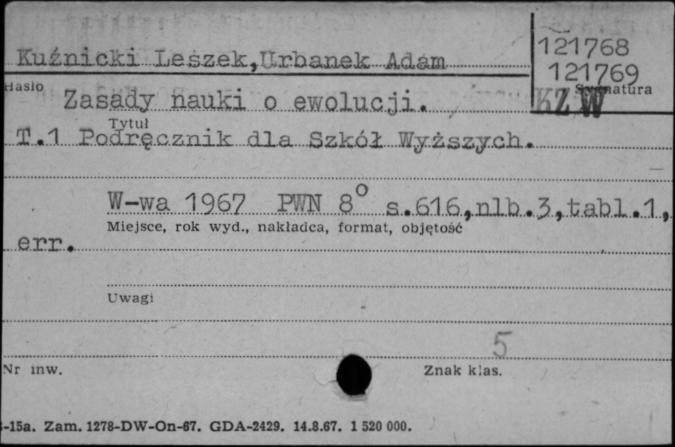 Kuźnicki Leszek,Urbanek Adam
121768
121769
Hasło
Sygnatura
KZW
Zasady nauki o ewolucji.
Tytuł
T.1 Podręcznik dla Szkół Wyższych.
W-wa 1967 PWN 8° s.616,nlb.3,tabl.1,
Miejsce, rok wyd., nakładca, format, objętość
err.
Uwagi
5
Nr inw.
Znak klas.
-15a. Zam. 1278-DW-On-67. GDA-2429. 14.8.67. 1 520 000.